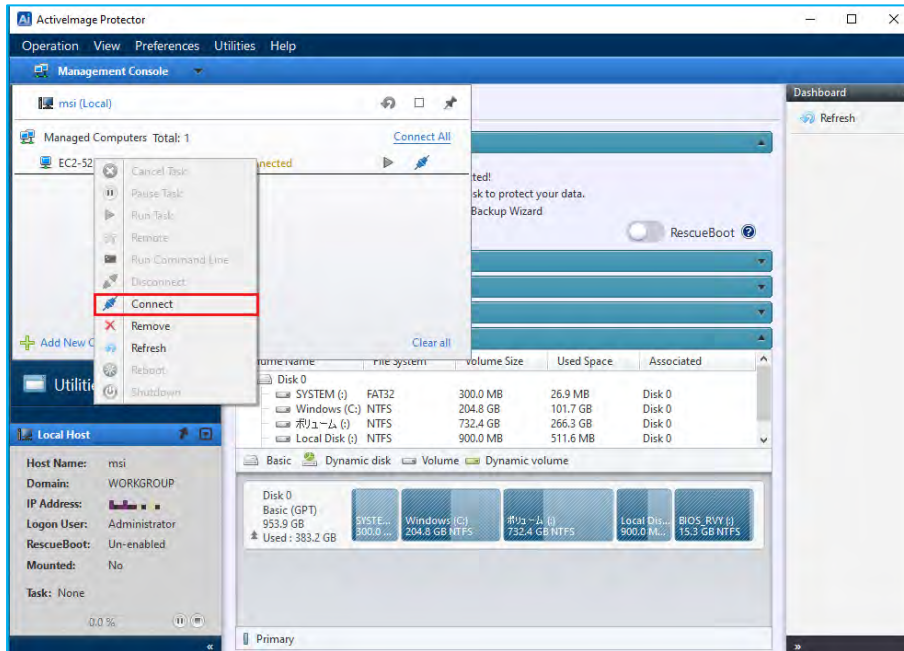 ActiveImage Protector
Operation View Preferences Utilities Help
Management Console
msi (Local)
Managed Computers Total: 1 Connect All
EC2-52 nected
Cancel Task
Pause Task
Run Task
Remote
Run Command Line
Disconnect
Connect
Remove
Refresh
Reboot
Shutdown
Add New C Clear all
Dashboard
Refresh
ted!
sk to protect your data.
Backup Wizard
RescueBoot
Utilitie
Volume Name File System Volume Size Used Space Associated
Disk 0
SYSTEM (:) FAT32 300.0 MB 26.9 MB Disk 0
Windows (C:) NTFS 204.8 GB 101.7 GB Disk 0
ボリューム (:) NTFS 732.4 GB 266.3 GB Disk 0
Local Disk (:) NTFS 900.0 MB 511.6 MB Disk 0
Basic Dynamic disk Volume Dynamic volume
Local Host
Host Name: msi
Domain: WORKGROUP
IP Address:
Logon User: Administrator
RescueBoot: Un-enabled
Mounted: No
Task: None
0.0 %
Disk 0
Basic (GPT)
953.9 GB
Used : 383.2 GB
SYSTE...
300.0 ...
Windows (C:)
204.8 GB NTFS
ボリューム (:)
732.4 GB NTFS
Local Dis...
900.0 M...
BIOS_RVY (:)
15.3 GB NTFS
Primary